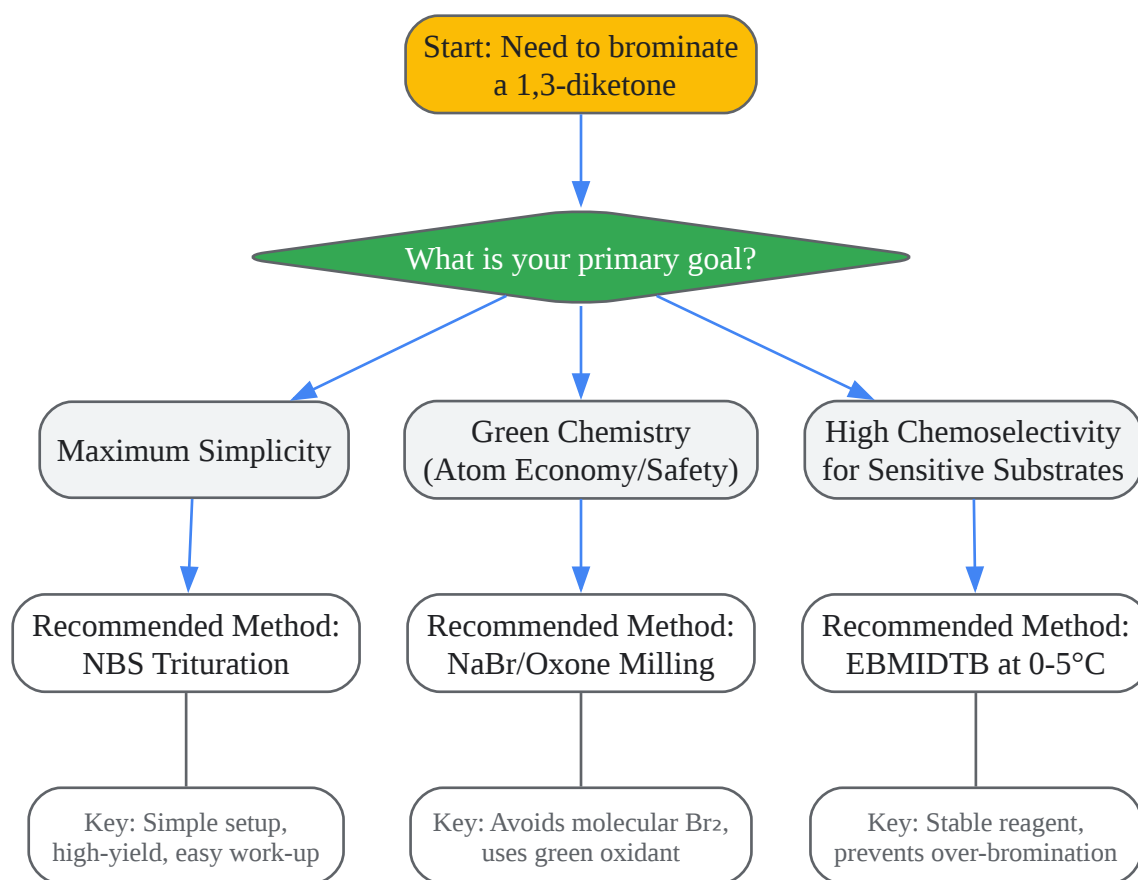 Start: Need to brominate
a 1,3-diketone
What is your primary goal?
Maximum Simplicity
Green Chemistry
(Atom Economy/Safety)
High Chemoselectivity
for Sensitive Substrates
Recommended Method:
NBS Trituration
Recommended Method:
NaBr/Oxone Milling
Recommended Method:
EBMIDTB at 0-5°C
Key: Simple setup,
high-yield, easy work-up
Key: Avoids molecular Br₂,
uses green oxidant
Key: Stable reagent,
prevents over-bromination